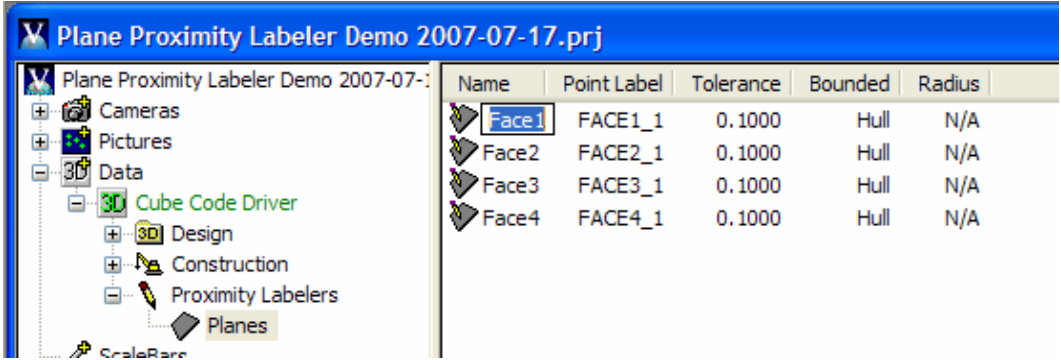 Plane Proximity Labeler Demo 2007-07-17.prj
Plane Proximity Labeler Demo 2007-07-
Cameras
Pictures
3D Data
3D Cube Code Driver
3D Design
Construction
Proximity Labelers
Planes
ScaleBars
Name Point Label Tolerance Bounded Radius
Face1 FACE1_1 0.1000 Hull N/A
Face2 FACE2_1 0.1000 Hull N/A
Face3 FACE3_1 0.1000 Hull N/A
Face4 FACE4_1 0.1000 Hull N/A